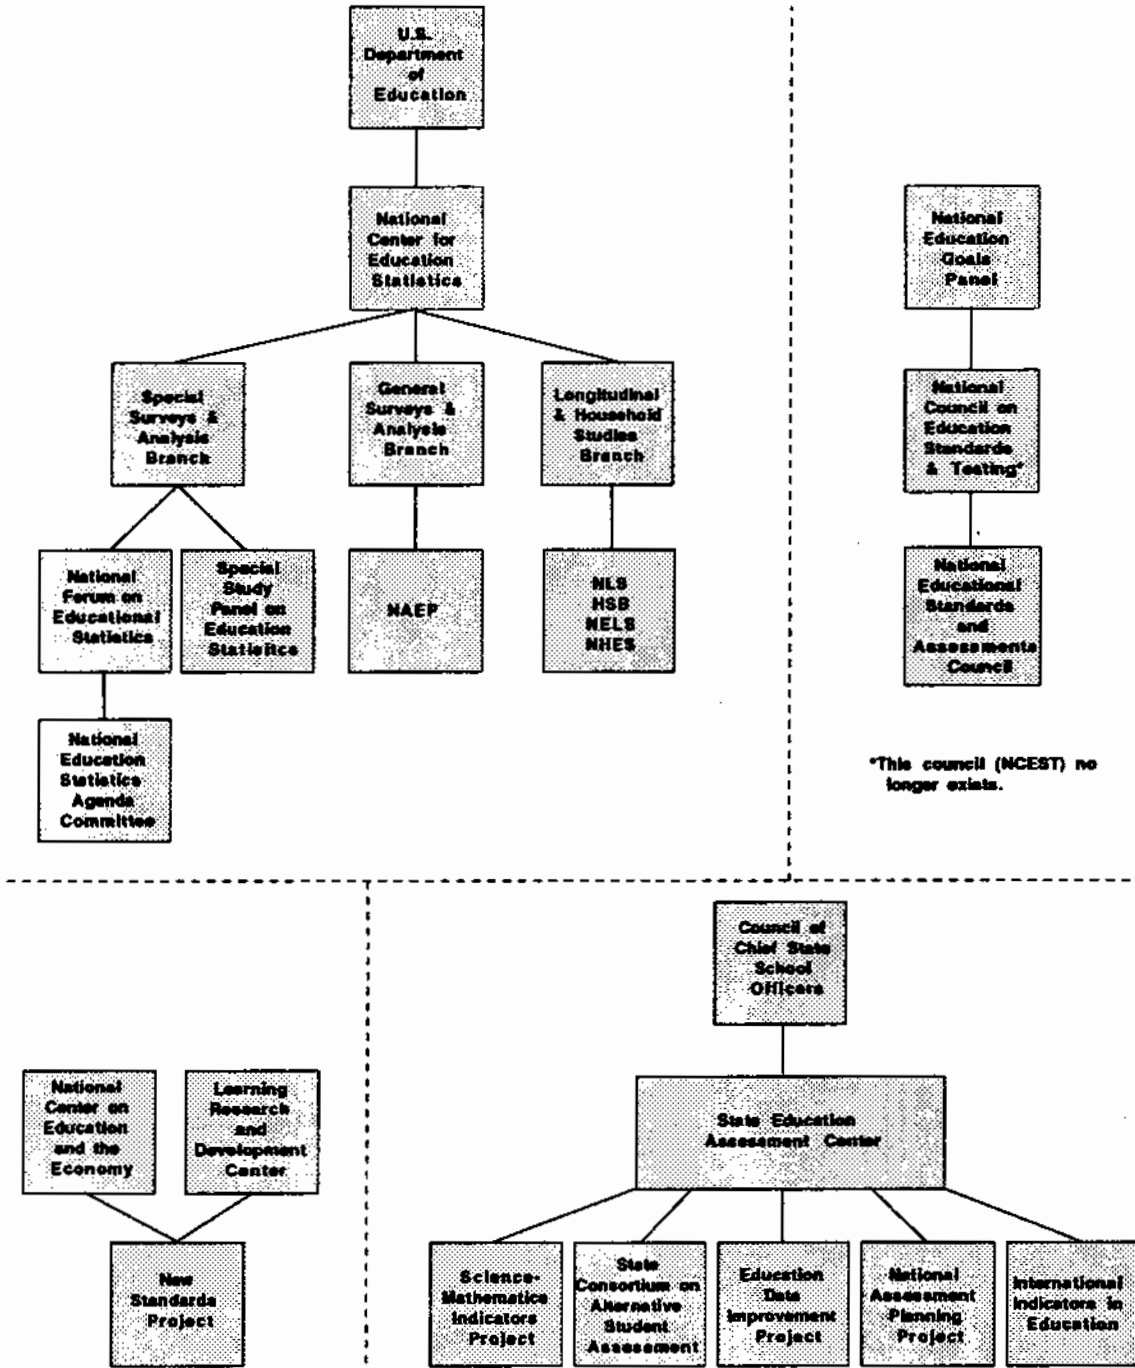 U.S.
Department
of
Education
National
Center for
Education
Statistics
Special
Surveys &
Analysis
Branch
General
Surveys &
Analysis
Branch
Longitudinal
& Household
Studies
Branch
National
Forum on
Educational
Statistics
Special
Study
Panel on
Education
Statisitcs
NAEP
NLS
HSB
NELS
NHES
National
Education
Statistics
Agenda
Committee
National
Education
Goals
Panel
National
Council on
Education
Standards
& Testing*
National
Educational
Standards
and
Assessments
Council
*This council (NCEST) no
longer exists.
National
Center on
Education
and the
Economy
Learning
Research
and
Development
Center
New
Standards
Project
Council of
Chief State
School
Officers
State Education
Assessment Center
Science-
Mathematics
Indicators
Project
State
Consortium on
Alternative
Student
Assessment
Education
Data
Improvement
Project
National
Assessment
Planning
Project
International
Indicators in
Education